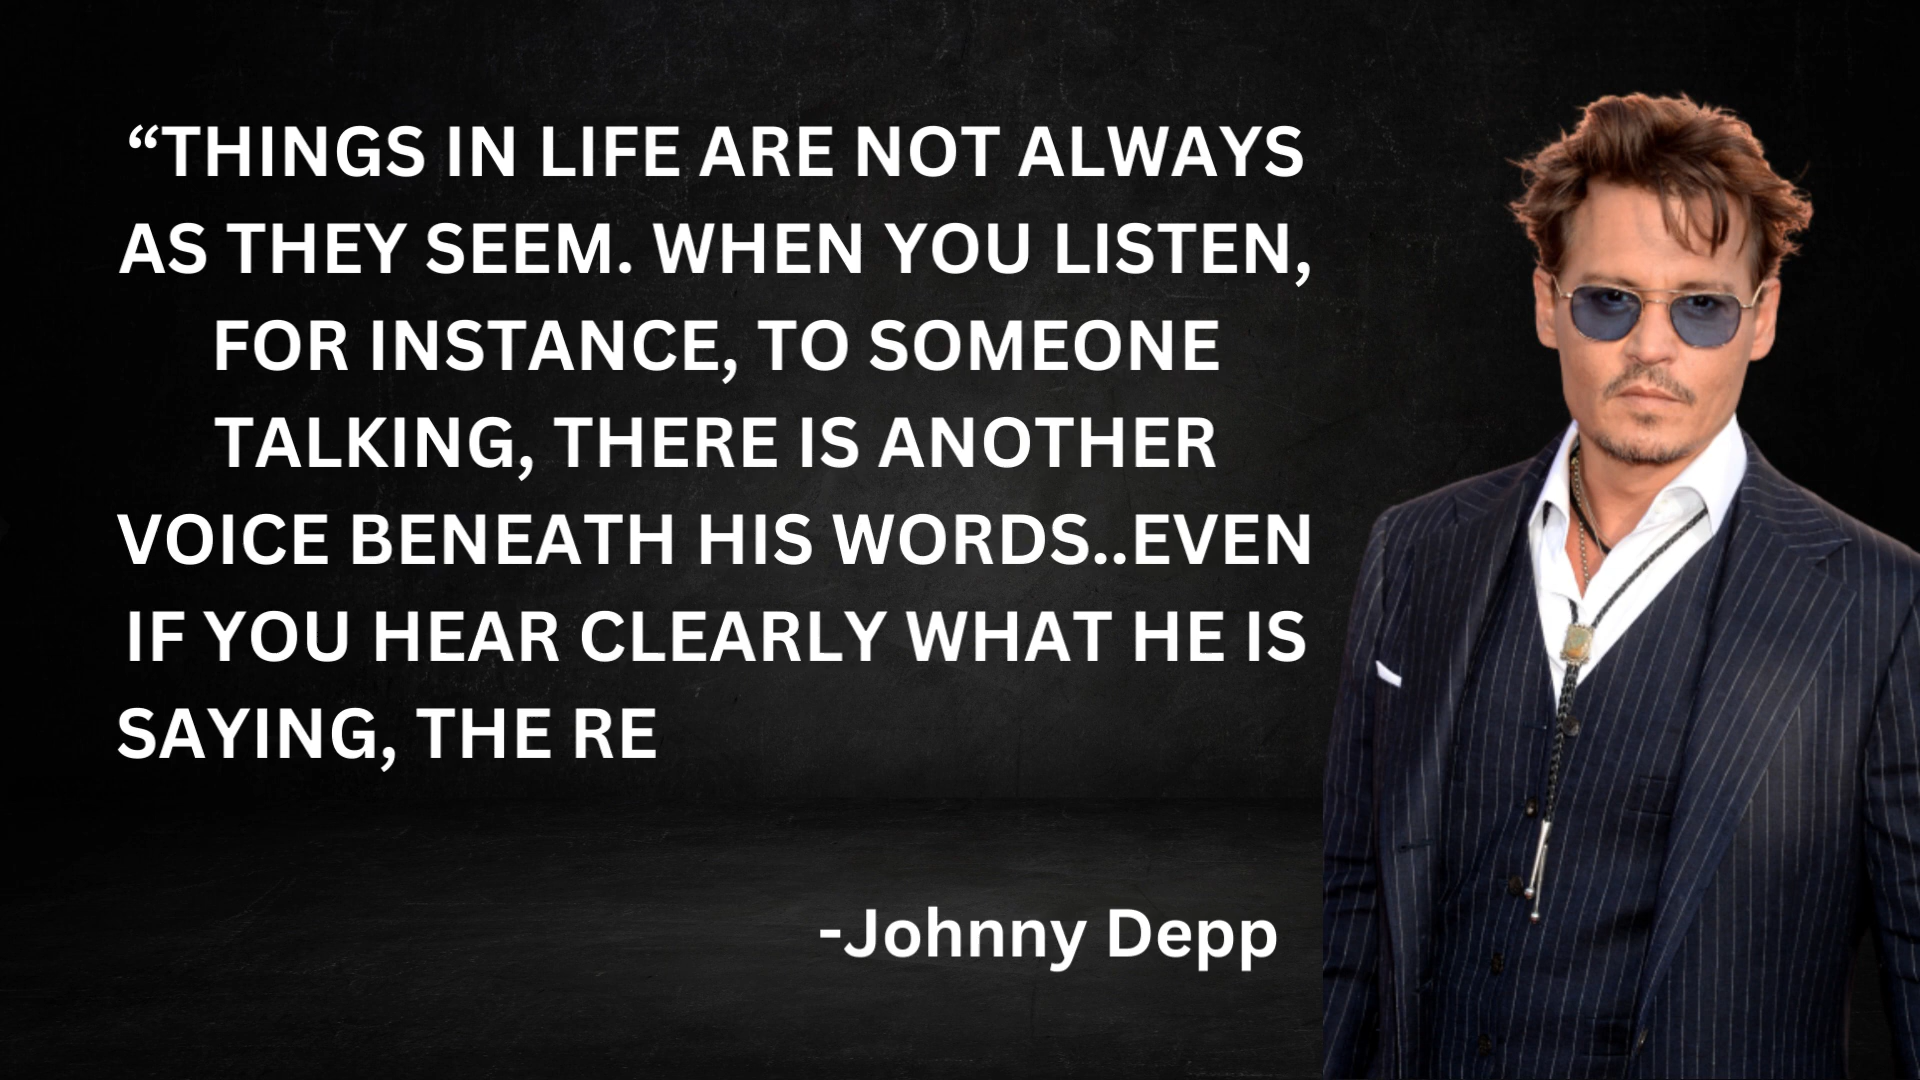 “THINGS IN LIFE ARE NOT ALWAYS
AS THEY SEEM. WHEN YOU LISTEN,
FOR INSTANCE, TO SOMEONE
TALKING, THERE IS ANOTHER
VOICE BENEATH HIS WORDS..EVEN
IF YOU HEAR CLEARLY WHAT HE IS
SAYING, THE RE
-Johnny Depp